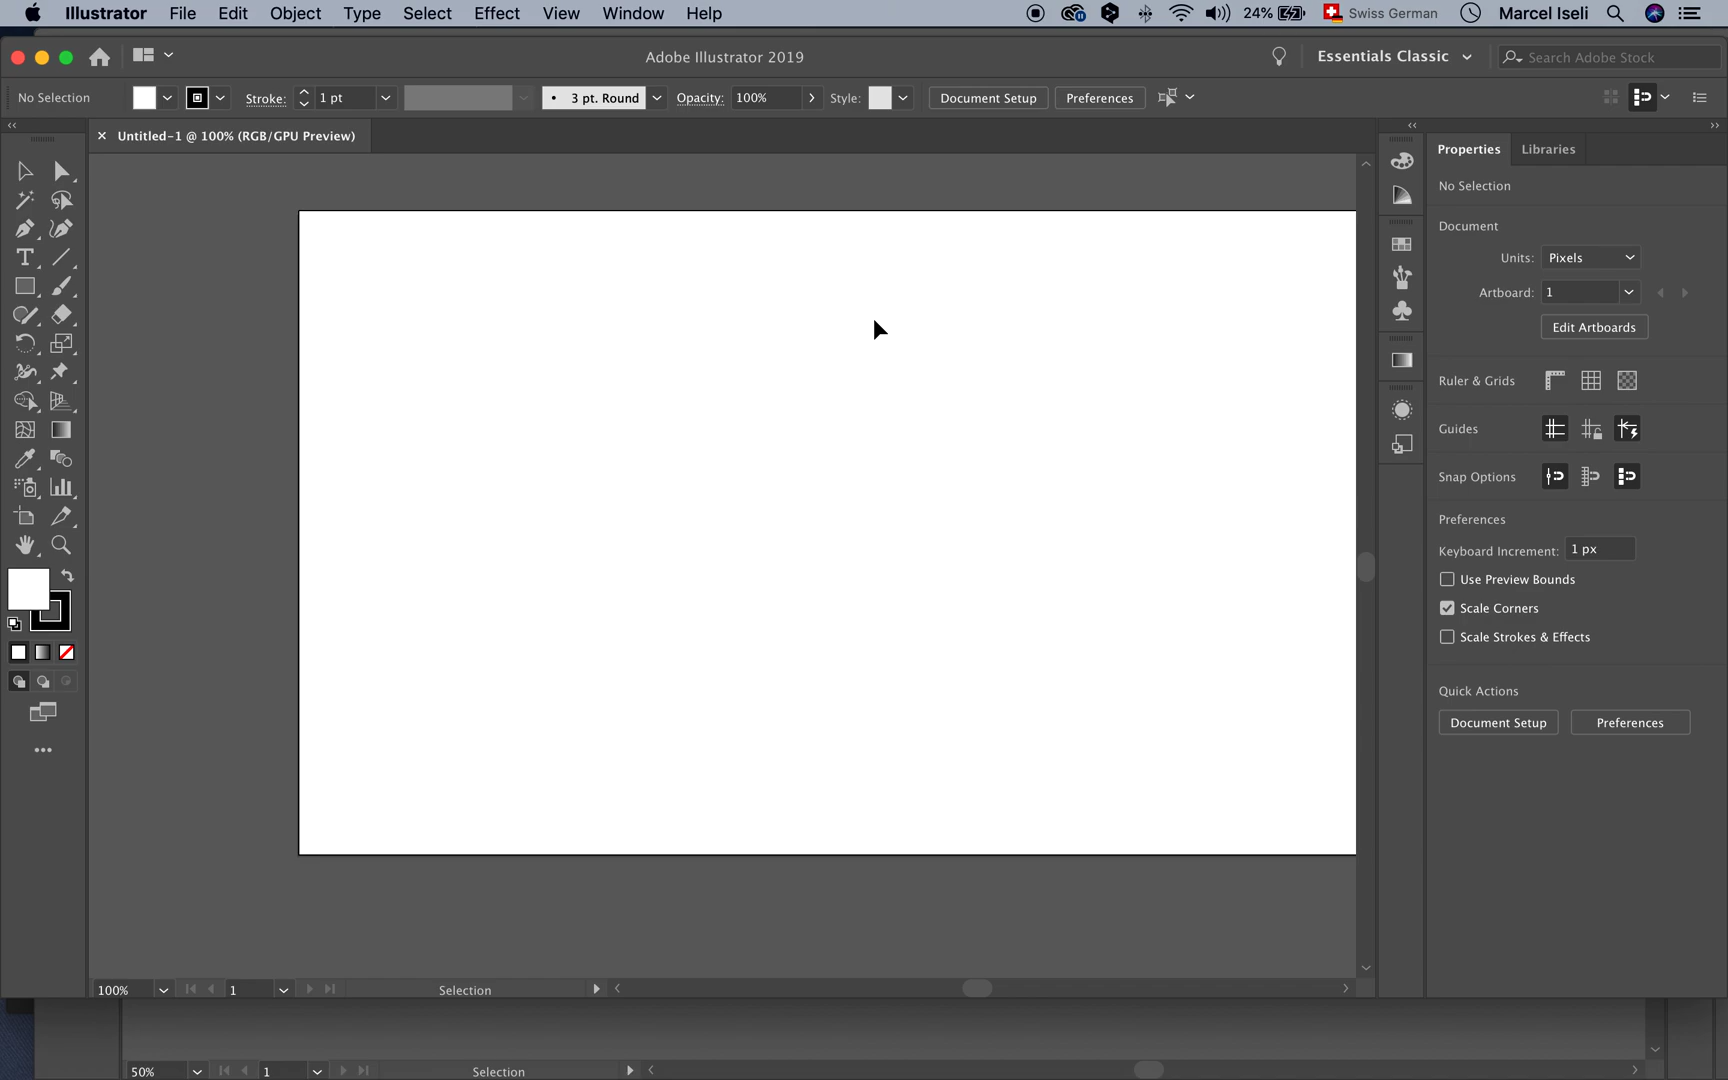 Illustrator File Edit Object Type Select Effect View Window Help 24% Swiss German Marcel Iseli
Adobe Illustrator 2019 Essentials Classic Search Adobe Stock
No Selection Stroke: 1 pt 3 pt. Round Opacity: 100% Style: Document Setup Preferences
Untitled-1 @ 100% (RGB/GPU Preview)
Properties Libraries
No Selection
Document
Units: Pixels
Artboard: 1
Edit Artboards
Ruler & Grids
Guides
Snap Options
Preferences
Keyboard Increment: 1 px
Use Preview Bounds
Scale Corners
Scale Strokes & Effects
Quick Actions
Document Setup Preferences
100% 1 Selection
50% 1 Selection